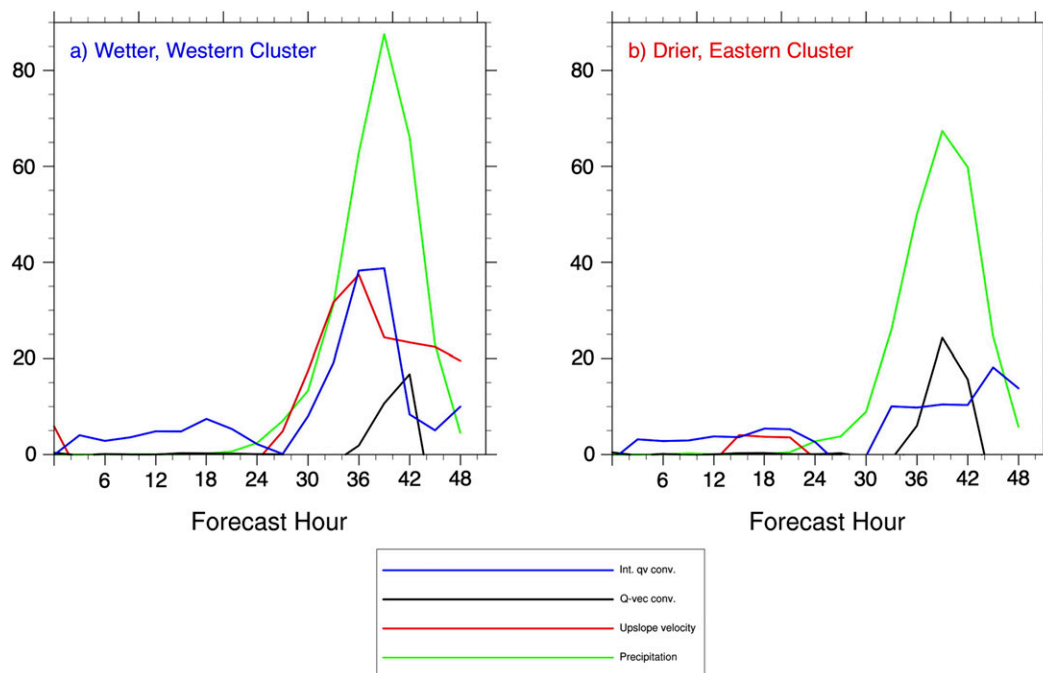 a) Wetter, Western Cluster
80
60
40
20
0
6 12 18 24 30 36 42 48
Forecast Hour
b) Drier, Eastern Cluster
80
60
40
20
0
6 12 18 24 30 36 42 48
Forecast Hour
Int. qv conv.
Q-vec conv.
Upslope velocity
Precipitation